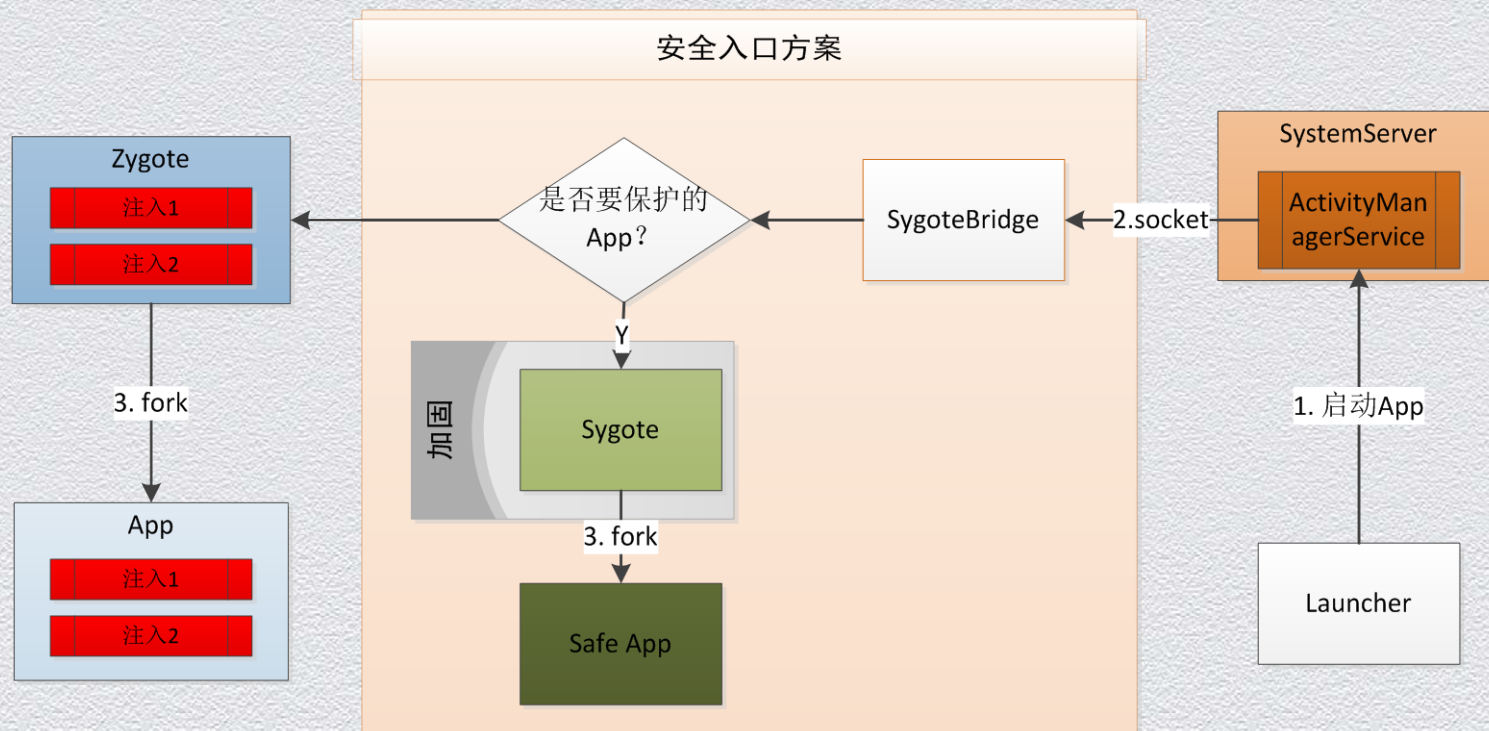 安全入口方案
Zygote
注入1
注入2
3. fork
App
注入1
注入2
是否要保护的
App？
Y
加固
Sygote
3. fork
Safe App
SygoteBridge
2.socket
SystemServer
ActivityMan
agerService
1. 启动App
Launcher